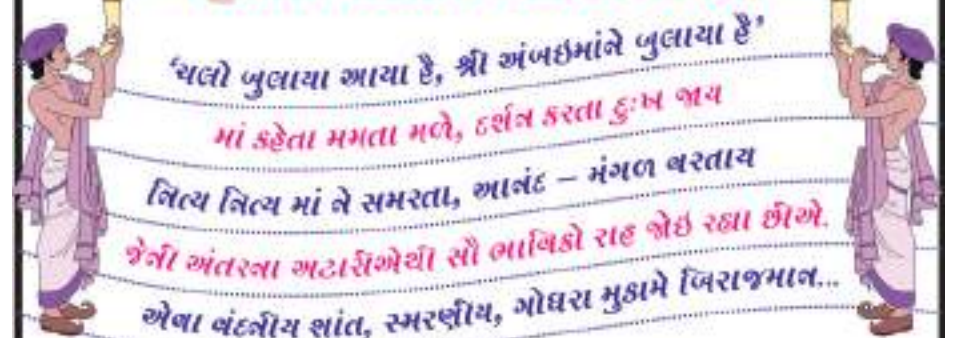 ‘ચલો બુલાયા આયા હૈ, શ્રી અંબઇમાંને બુલાયા હૈ’
માં કહેતા મમતા મળે, દર્શન કરતા દુઃખ જાય
નિત્ય નિત્ય માં ને સમરતા, આનંદ – મંગળ વરતાય
જેની અંતરના અટારીએથી સૌ ભાવિકો રાહ જોઇ રહ્યા છીએ.
એવા વંદનીય શાંત, સ્મરણીય, ગોધરા મુકામે બિરાજમાન...